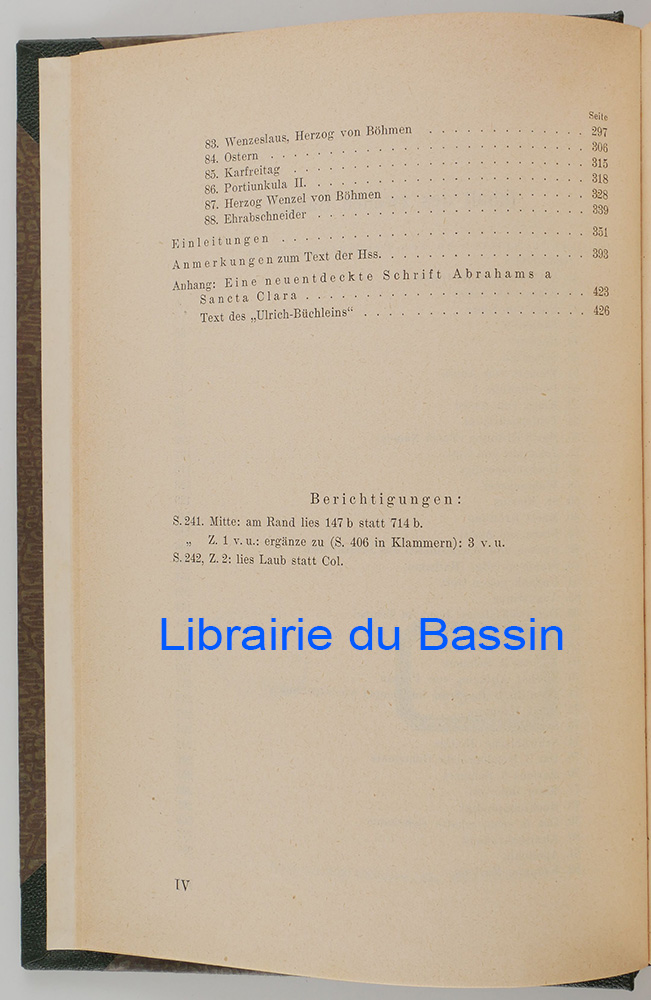 Seite
83. Wenzeslaus, Herzog von Böhmen . . . . . . . . . . . . . 297
84. Ostern . . . . . . . . . . . . . . . . . . . . . . . . . 306
85. Karfreitag . . . . . . . . . . . . . . . . . . . . . . . 315
86. Portiunkula II. . . . . . . . . . . . . . . . . . . . . . 318
87. Herzog Wenzel von Böhmen . . . . . . . . . . . . . . . . 328
88. Ehrabschneider . . . . . . . . . . . . . . . . . . . . . 339
Einleitungen . . . . . . . . . . . . . . . . . . . . . . . . 351
Anmerkungen zum Text der Hss. . . . . . . . . . . . . . . . . 393
Anhang: Eine neuentdeckte Schrift Abrahams a
Sancta Clara . . . . . . . . . . . . . . . . . . . . . . . . 423
Text des „Ulrich-Büchleins“ . . . . . . . . . . . . . . . . . 426
Berichtigungen:
S. 241. Mitte: am Rand lies 147 b statt 714 b.
„ Z. 1 v. u.: ergänze zu (S. 406 in Klammern): 3 v. u.
S. 242, Z. 2: lies Laub statt Col.
Librairie du Bassin
IV